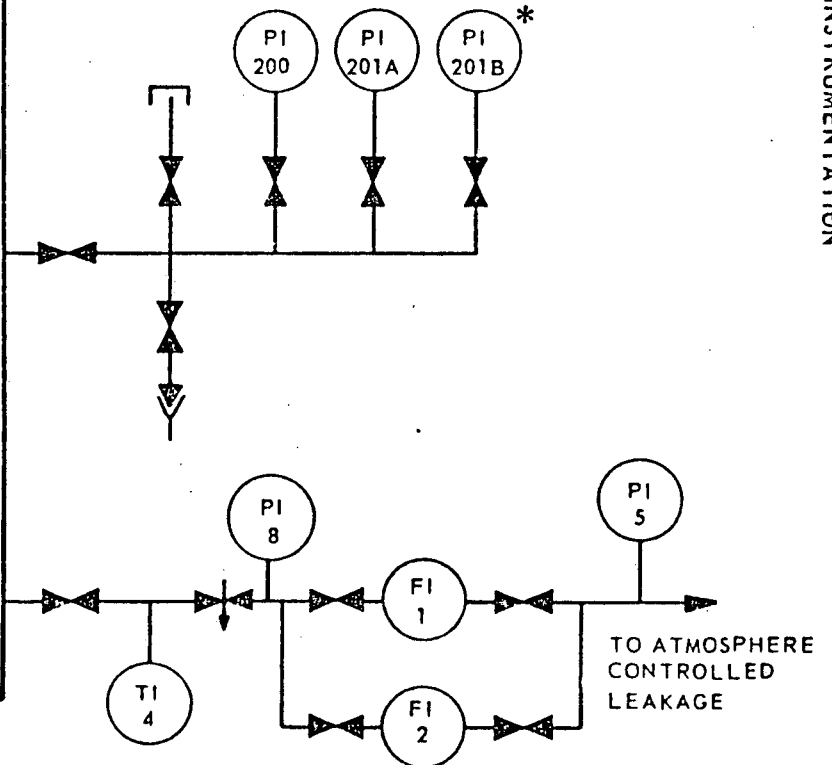 PI
200
PI
201A
PI
201B
*
INSTRUMENTATION
PI
8
PI
5
FI
1
TI
4
FI
2
TO ATMOSPHERE
CONTROLLED
LEAKAGE